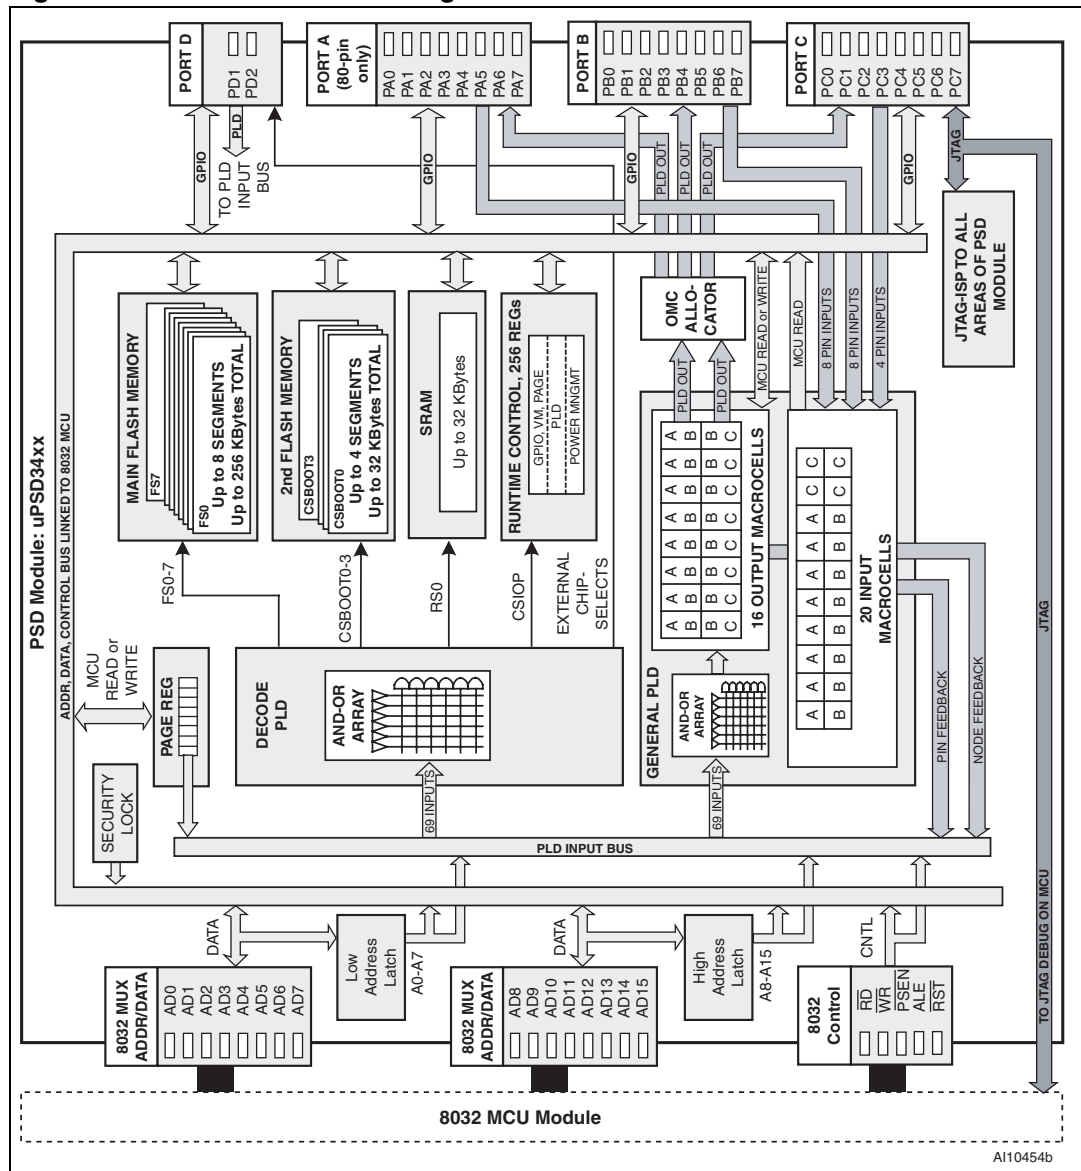 PORT D
PD1
PD2
PORT A
(80-pin
only)
PA0
PA1
PA2
PA3
PA4
PA5
PA6
PA7
PORT B
PB0
PB1
PB2
PB3
PB4
PB5
PB6
PB7
PORT C
PC0
PC1
PC2
PC3
PC4
PC5
PC6
PC7
GPIO
PLD
TO PLD
INPUT
BUS
GPIO
PLD OUT
GPIO
PLD OUT
PLD OUT
GPIO
JTAG
JTAG-ISP TO ALL
AREAS OF PSD
MODULE
OMC
ALLO-
CATOR
MCU READ or WRITE
MCU READ
8 PIN INPUTS
8 PIN INPUTS
4 PIN INPUTS
PSD Module: uPSD34xx
ADDR, DATA, CONTROL BUS LINKED TO 8032 MCU
MAIN FLASH MEMORY
FS7
FS0
Up to 8 SEGMENTS
Up to 256 KBytes TOTAL
2nd FLASH MEMORY
CSBOOT3
CSBOOT0
Up to 4 SEGMENTS
Up to 32 KBytes TOTAL
SRAM
Up to 32 KBytes
RUNTIME CONTROL, 256 REGs
GPIO, VM, PAGE
PLD
POWER MNGMT
PLD OUT
PLD OUT
A A A A A A A A
B B B B B B B B
B B B B B B B B
C C C C C C C C
16 OUTPUT MACROCELLS
A A A A A A A A C C
B B B B B B B B C C
20 INPUT
MACROCELLS
FS0-7
CSBOOT0-3
RS0
CSIOP
EXTERNAL
CHIP-
SELECTS
MCU
READ or
WRITE
PAGE REG
DECODE
PLD
AND-OR
ARRAY
GENERAL PLD
AND-OR
ARRAY
PIN FEEDBACK
NODE FEEDBACK
JTAG
SECURITY
LOCK
69 INPUTS
69 INPUTS
PLD INPUT BUS
DATA
Low
Address
Latch
A0-A7
DATA
High
Address
Latch
A8-A15
CNTL
TO JTAG DEBUG ON MCU
8032 MUX
ADDR/DATA
AD0
AD1
AD2
AD3
AD4
AD5
AD6
AD7
8032 MUX
ADDR/DATA
AD8
AD9
AD10
AD11
AD12
AD13
AD14
AD15
8032
Control
RD
WR
PSEN
ALE
RST
8032 MCU Module
AI10454b